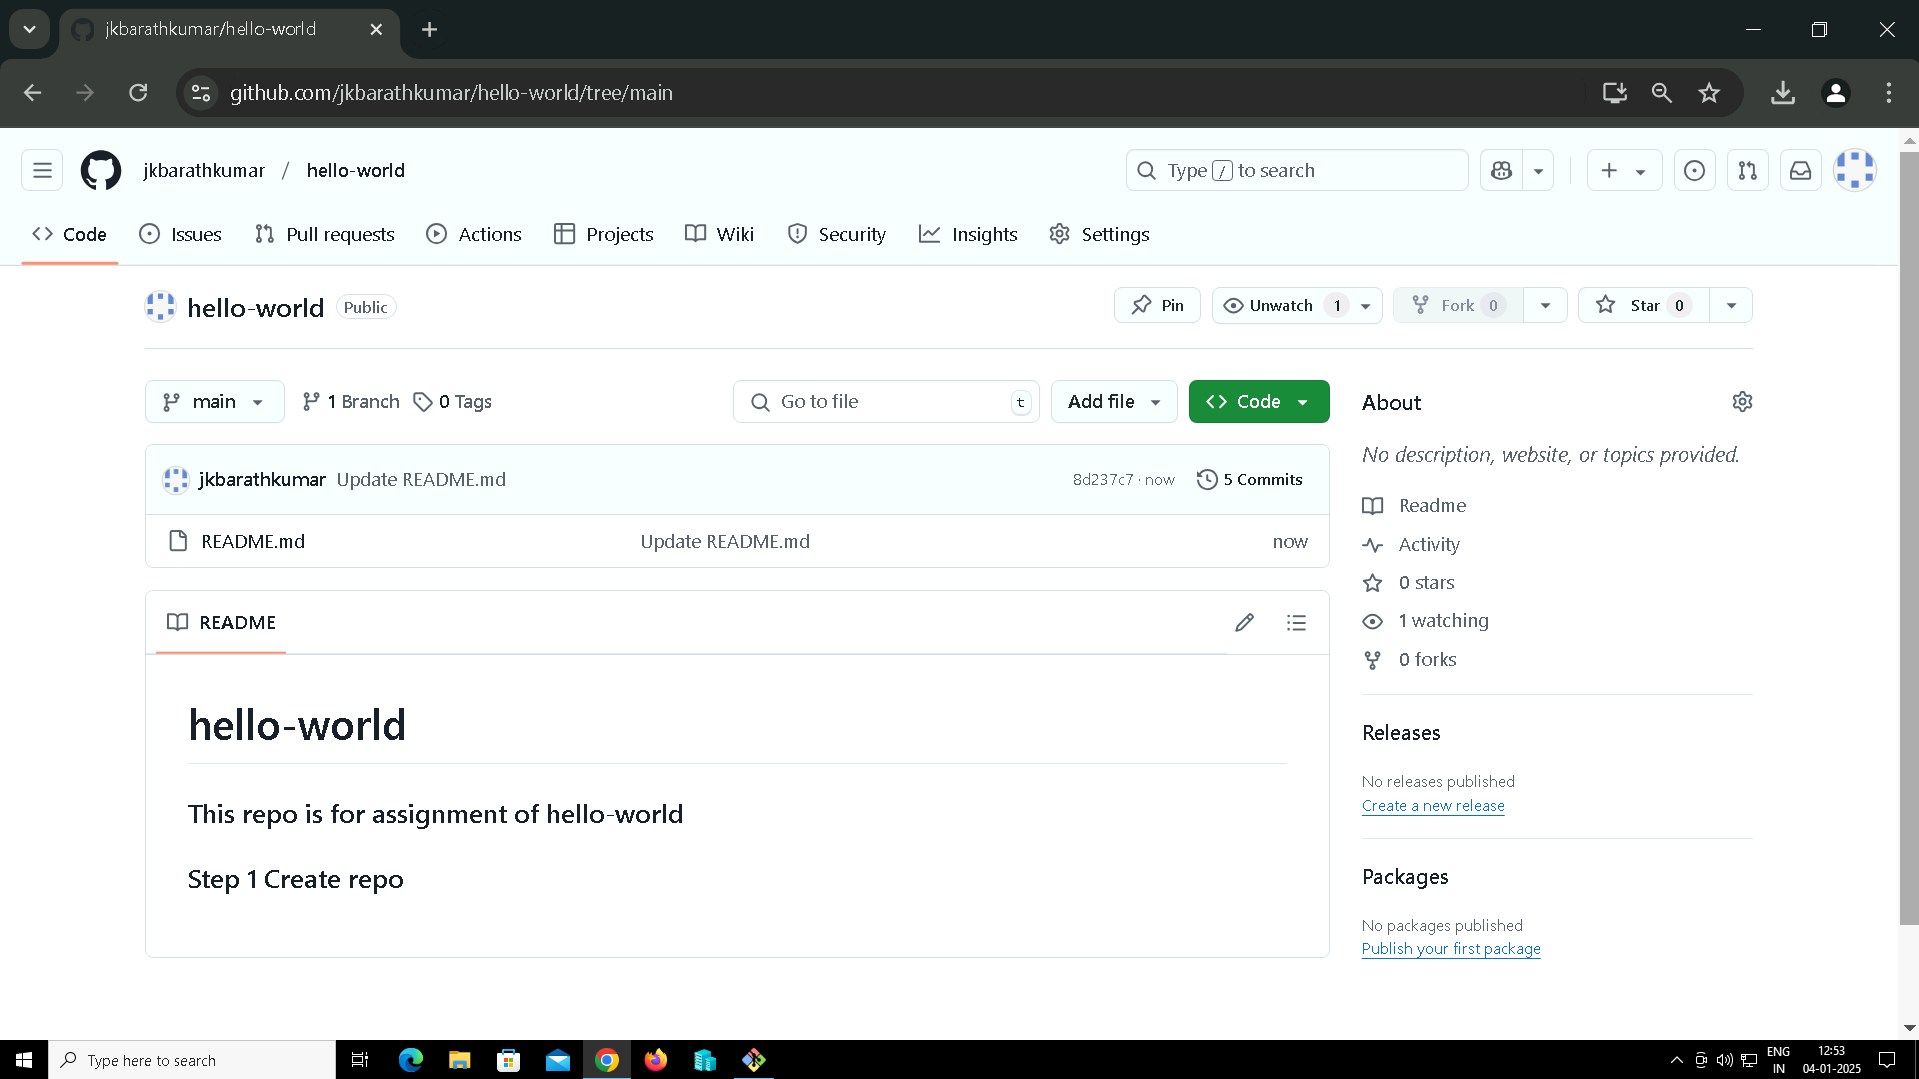 jkbarathkumar/hello-world
github.com/jkbarathkumar/hello-world/tree/main
jkbarathkumar / hello-world
Type / to search
Code Issues Pull requests Actions Projects Wiki Security Insights Settings
hello-world Public
Pin Unwatch 1 Fork 0 Star 0
main 1 Branch 0 Tags Go to file t Add file Code
About
No description, website, or topics provided.
jkbarathkumar Update README.md 8d237c7 · now 5 Commits
README.md Update README.md now
Readme
Activity
0 stars
1 watching
0 forks
README
hello-world
This repo is for assignment of hello-world
Step 1 Create repo
Releases
No releases published
Create a new release
Packages
No packages published
Publish your first package
Type here to search
ENG
IN
12:53
04-01-2025